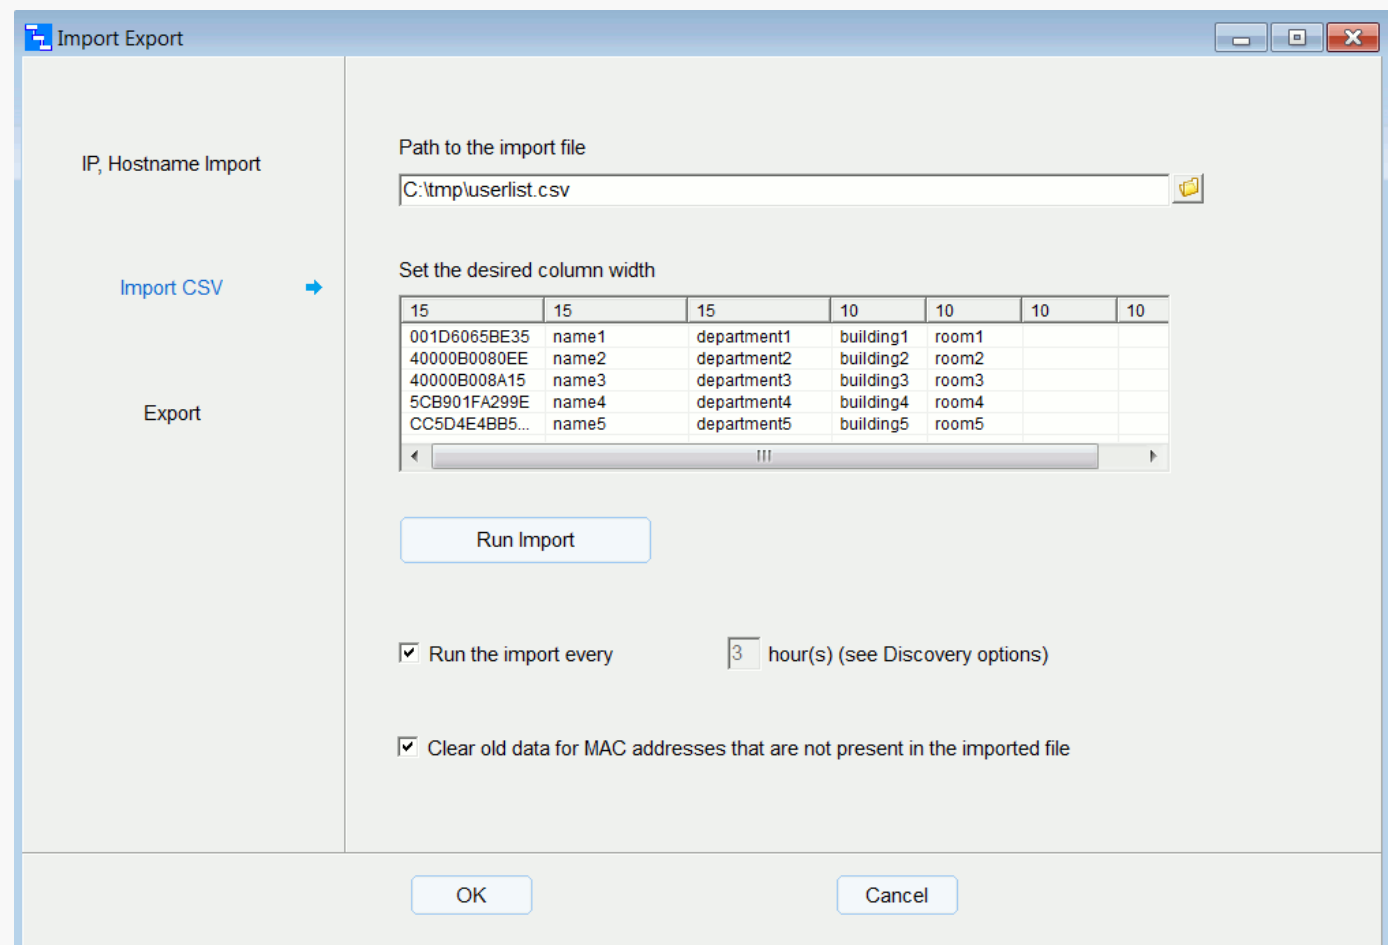 Import Export
IP, Hostname Import
Import CSV
Export
Path to the import file
C:\tmp\userlist.csv
Set the desired column width
15 15 15 10 10 10 10
001D6065BE35 name1 department1 building1 room1
40000B0080EE name2 department2 building2 room2
40000B008A15 name3 department3 building3 room3
5CB901FA299E name4 department4 building4 room4
CC5D4E4BB5... name5 department5 building5 room5
Run Import
Run the import every 3 hour(s) (see Discovery options)
Clear old data for MAC addresses that are not present in the imported file
OK Cancel